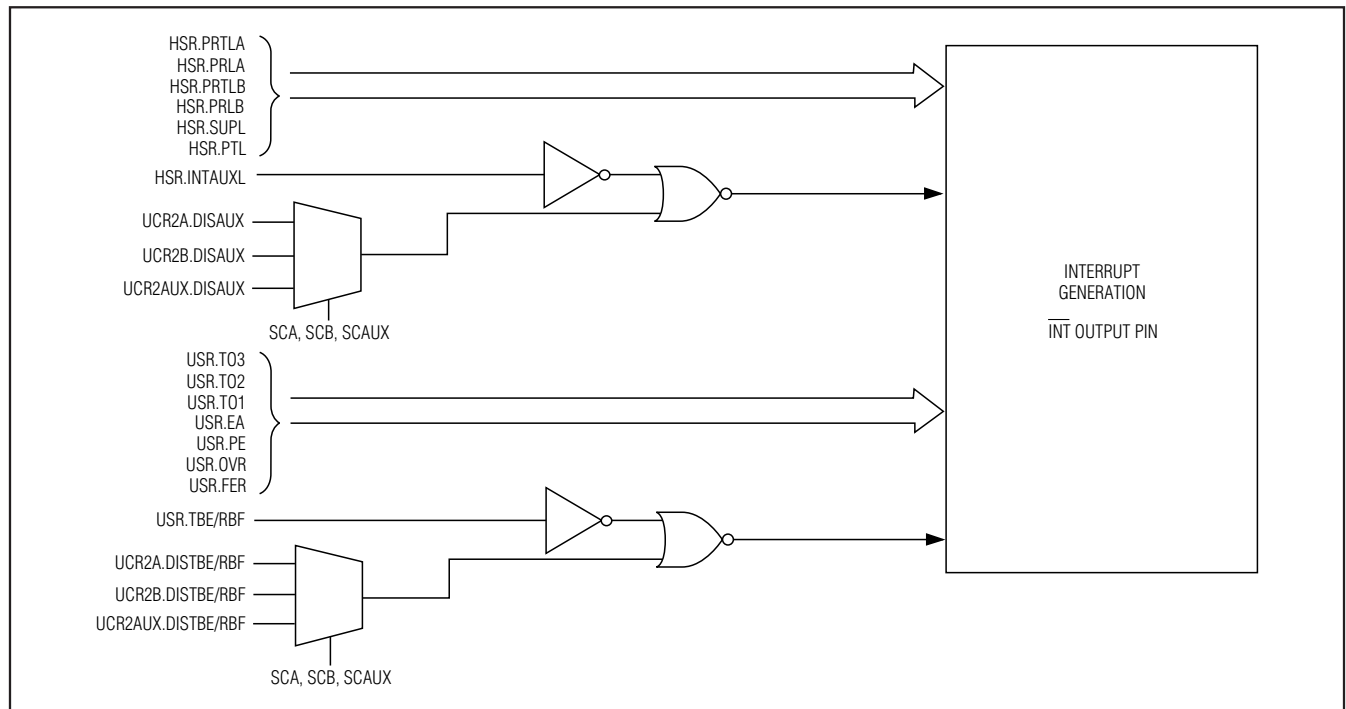 HSR.PRTLA
HSR.PRLA
HSR.PRTLB
HSR.PRLB
HSR.SUPL
HSR.PTL
HSR.INTAUXL
UCR2A.DISAUX
UCR2B.DISAUX
UCR2AUX.DISAUX
SCA, SCB, SCAUX
USR.TO3
USR.TO2
USR.TO1
USR.EA
USR.PE
USR.OVR
USR.FER
USR.TBE/RBF
UCR2A.DISTBE/RBF
UCR2B.DISTBE/RBF
UCR2AUX.DISTBE/RBF
SCA, SCB, SCAUX
INTERRUPT
GENERATION
INT OUTPUT PIN